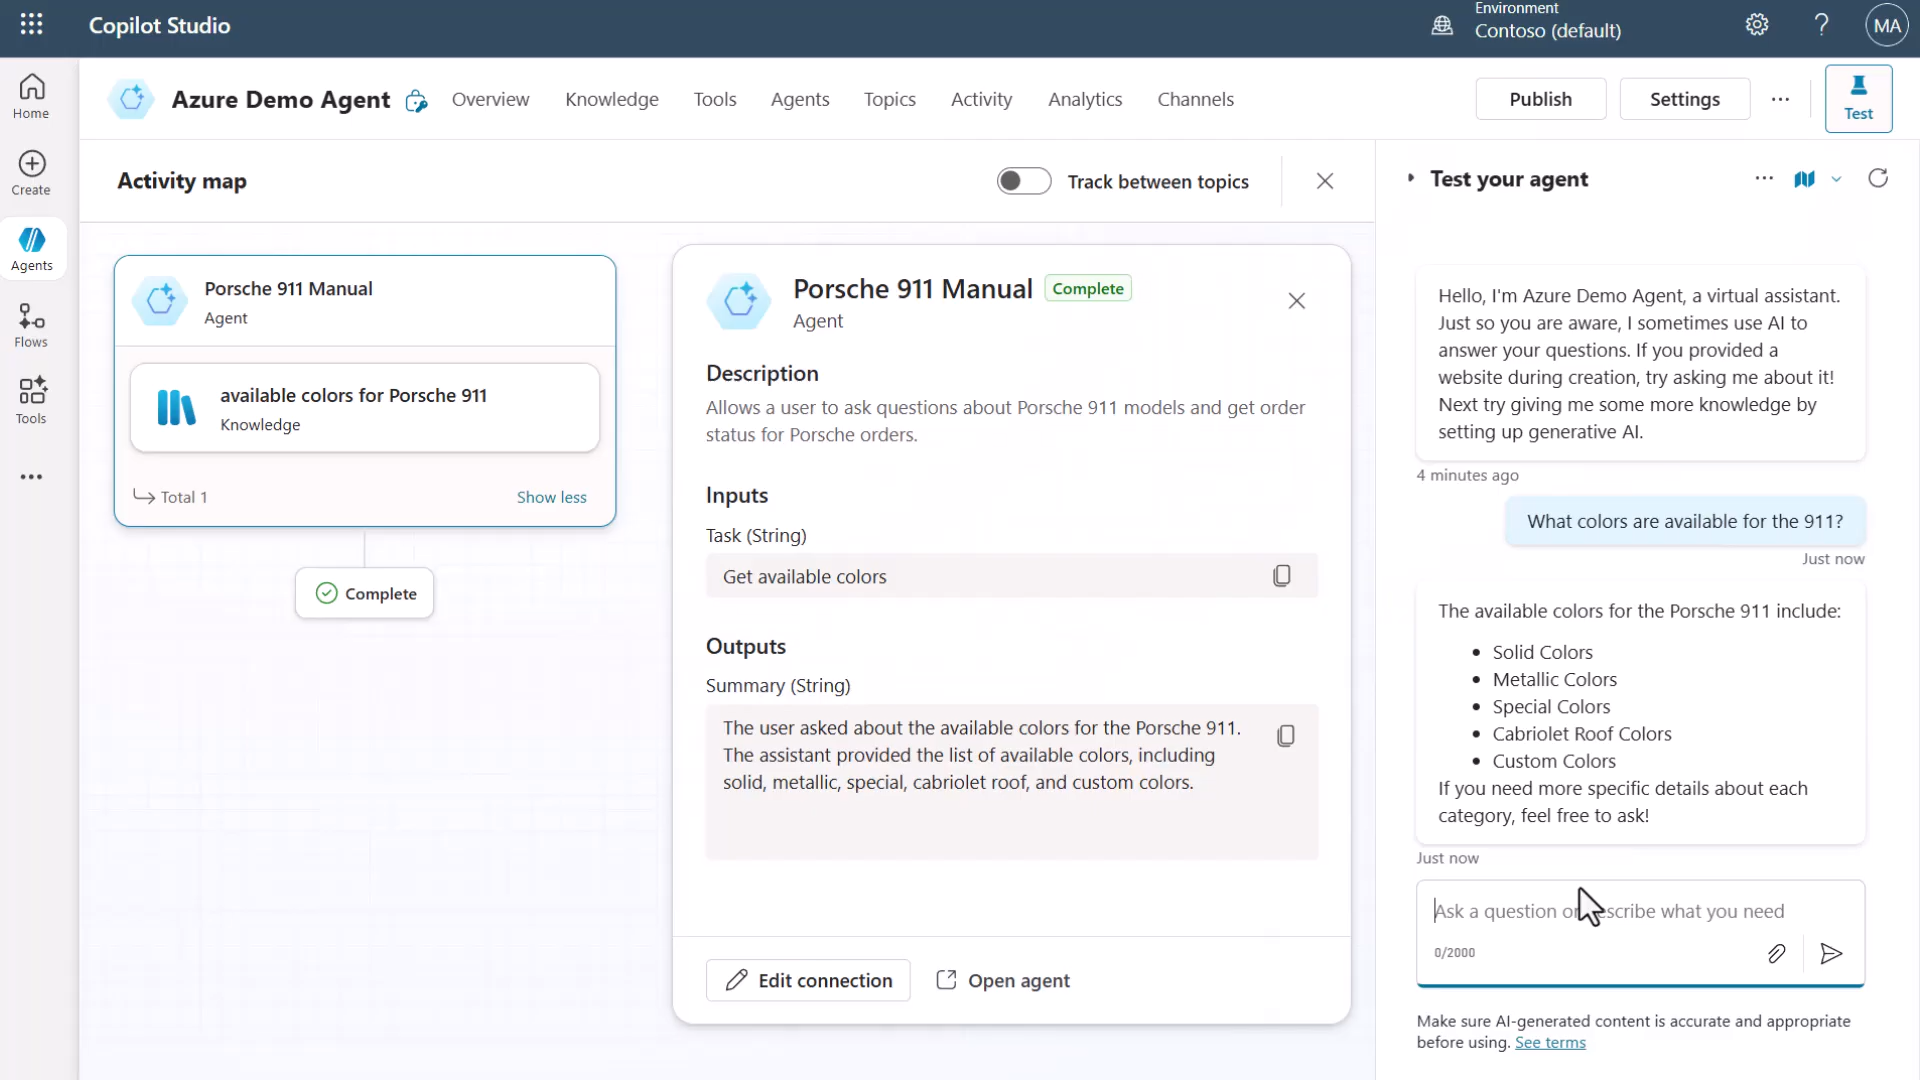 Copilot Studio
Environment
Contoso (default)
MA
Home
Create
Agents
Flows
Tools
Azure Demo Agent
Overview
Knowledge
Tools
Agents
Topics
Activity
Analytics
Channels
Publish
Settings
Test
Activity map
Track between topics
Porsche 911 Manual
Agent
available colors for Porsche 911
Knowledge
Total 1
Show less
Complete
Porsche 911 Manual
Complete
Agent
Description
Allows a user to ask questions about Porsche 911 models and get order
status for Porsche orders.
Inputs
Task (String)
Get available colors
Outputs
Summary (String)
The user asked about the available colors for the Porsche 911.
The assistant provided the list of available colors, including
solid, metallic, special, cabriolet roof, and custom colors.
Edit connection
Open agent
Test your agent
Hello, I'm Azure Demo Agent, a virtual assistant.
Just so you are aware, I sometimes use AI to
answer your questions. If you provided a
website during creation, try asking me about it!
Next try giving me some more knowledge by
setting up generative AI.
4 minutes ago
What colors are available for the 911?
Just now
The available colors for the Porsche 911 include:
• Solid Colors
• Metallic Colors
• Special Colors
• Cabriolet Roof Colors
• Custom Colors
If you need more specific details about each
category, feel free to ask!
Just now
Ask a question or describe what you need
0/2000
Make sure AI-generated content is accurate and appropriate
before using. See terms